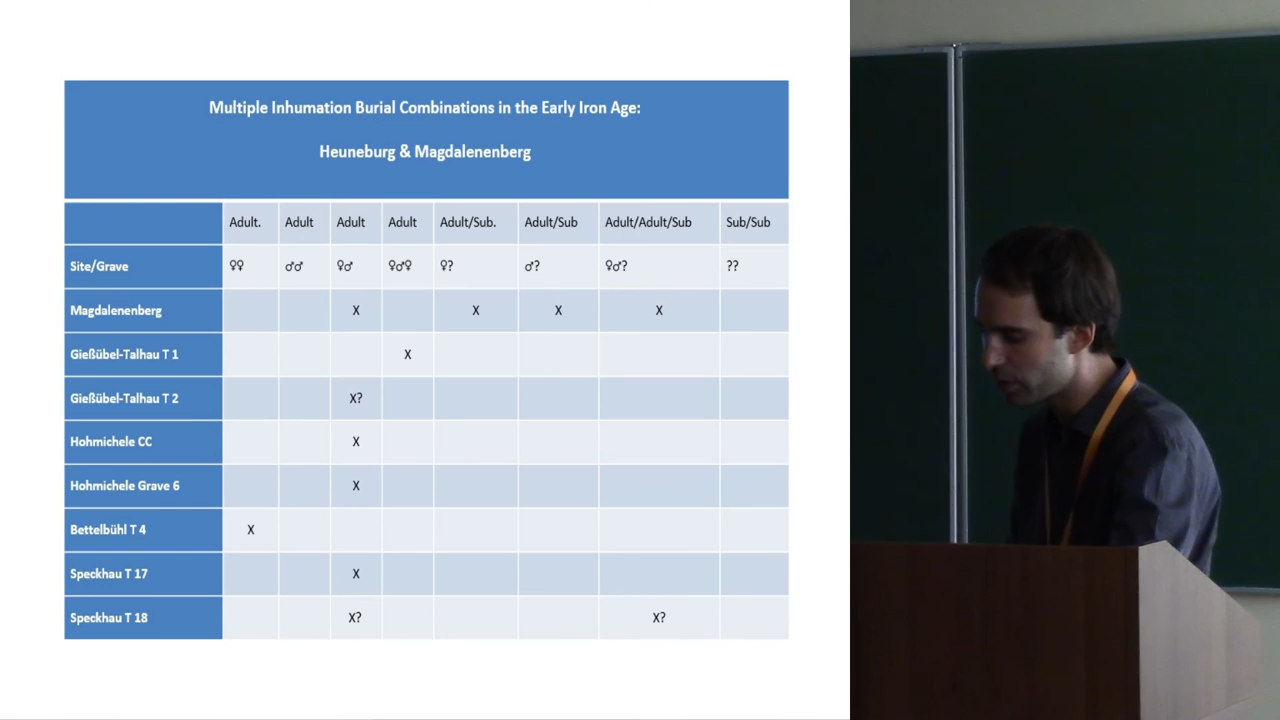 Multiple Inhumation Burial Combinations in the Early Iron Age:
Heuneburg & Magdalenenberg
Adult. Adult Adult Adult Adult/Sub. Adult/Sub Adult/Adult/Sub Sub/Sub
Site/Grave ♀♀ ♂♂ ♀♂ ♀♂♀ ♀? ♂? ♀♂? ??
Magdalenenberg X X X X
Gießübel-Talhau T 1 X
Gießübel-Talhau T 2 X?
Hohmichele CC X
Hohmichele Grave 6 X
Bettelbühl T 4 X
Speckhau T 17 X
Speckhau T 18 X? X?